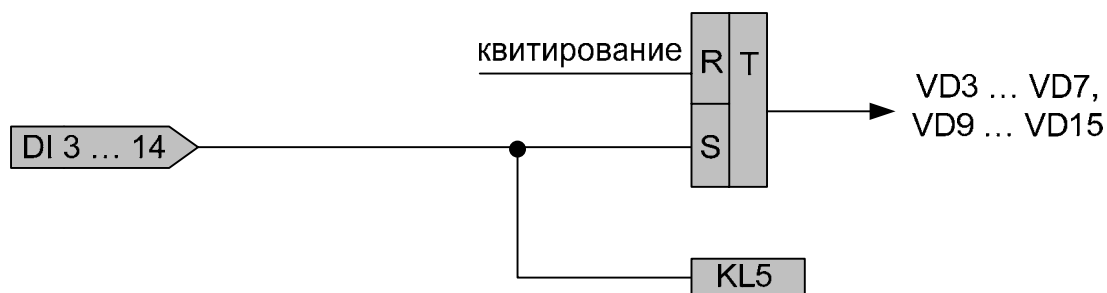 квитирование
R
T
VD3 ... VD7,
VD9 ... VD15
DI 3 ... 14
S
KL5